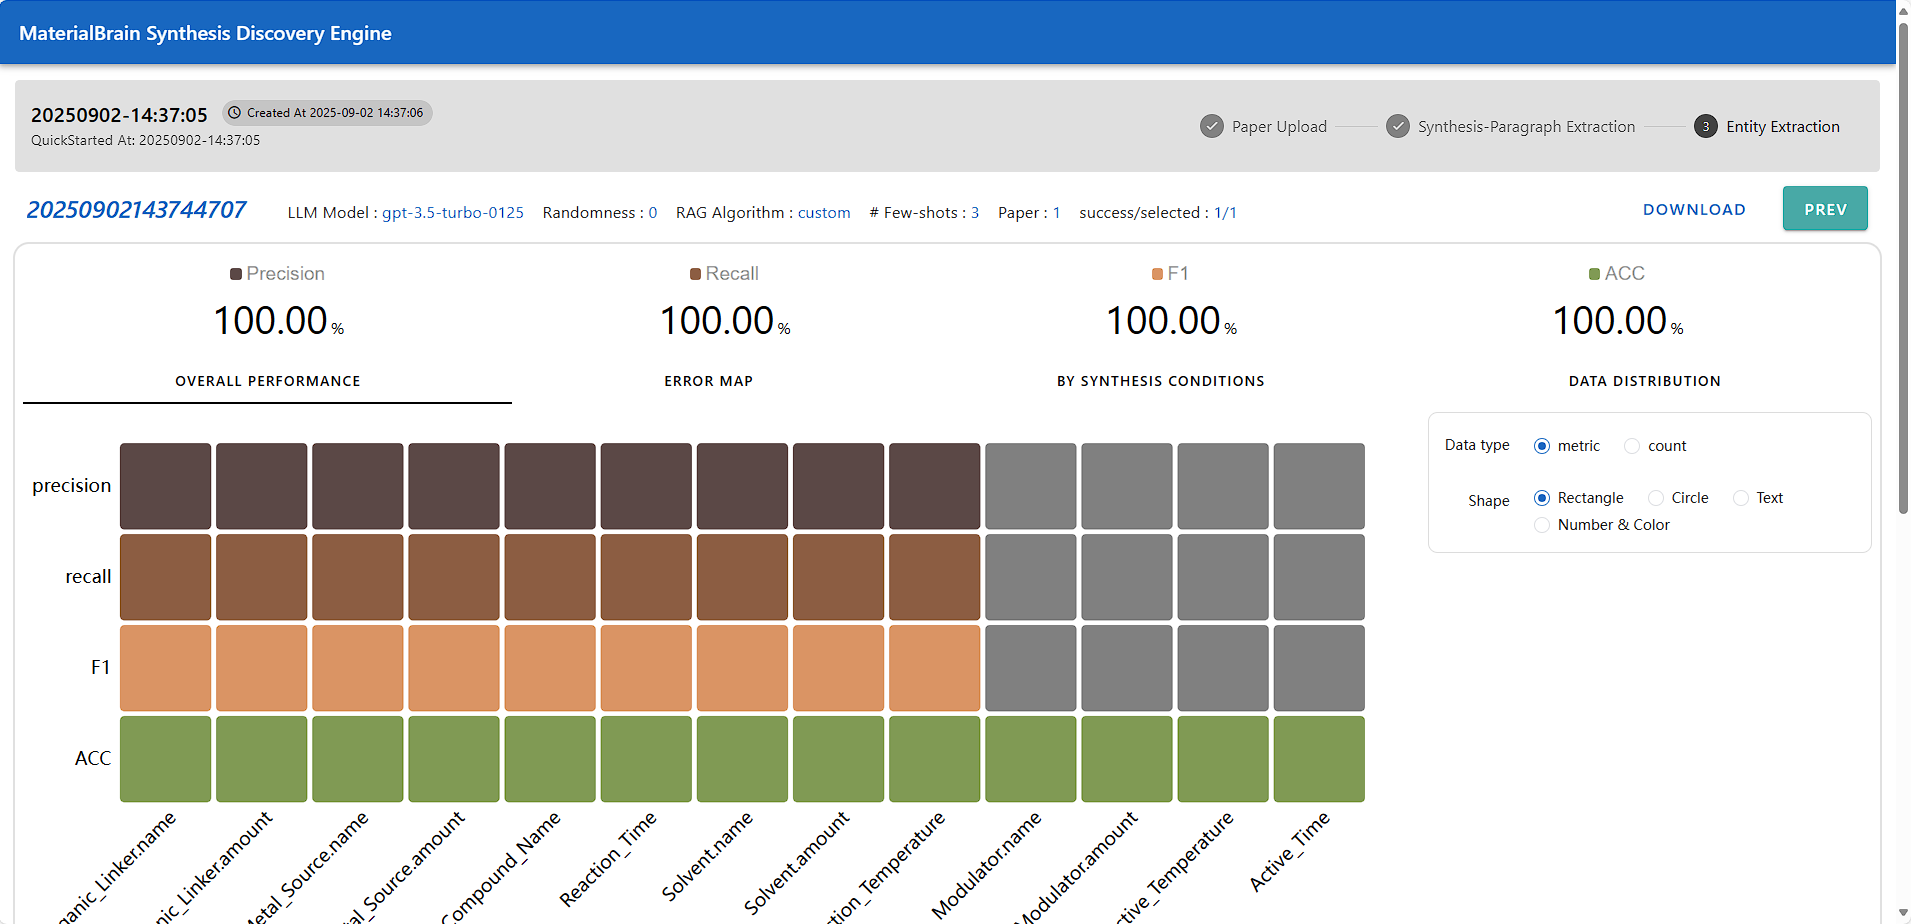 MaterialBrain Synthesis Discovery Engine
20250902-14:37:05
Created At 2025-09-02 14:37:06
QuickStarted At: 20250902-14:37:05
Paper Upload
Synthesis-Paragraph Extraction
3
Entity Extraction
20250902143744707
LLM Model : gpt-3.5-turbo-0125
Randomness : 0
RAG Algorithm : custom
# Few-shots : 3
Paper : 1
success/selected : 1/1
DOWNLOAD
PREV
Precision
100.00%
Recall
100.00%
F1
100.00%
ACC
100.00%
OVERALL PERFORMANCE
ERROR MAP
BY SYNTHESIS CONDITIONS
DATA DISTRIBUTION
Data type
metric
count
Shape
Rectangle
Circle
Text
Number & Color
precision
recall
F1
ACC
ganic_Linker.name
nic_Linker.amount
Metal_Source.name
tal_Source.amount
Compound_Name
Reaction_Time
Solvent.name
Solvent.amount
ction_Temperature
Modulator.name
Modulator.amount
ctive_Temperature
Active_Time